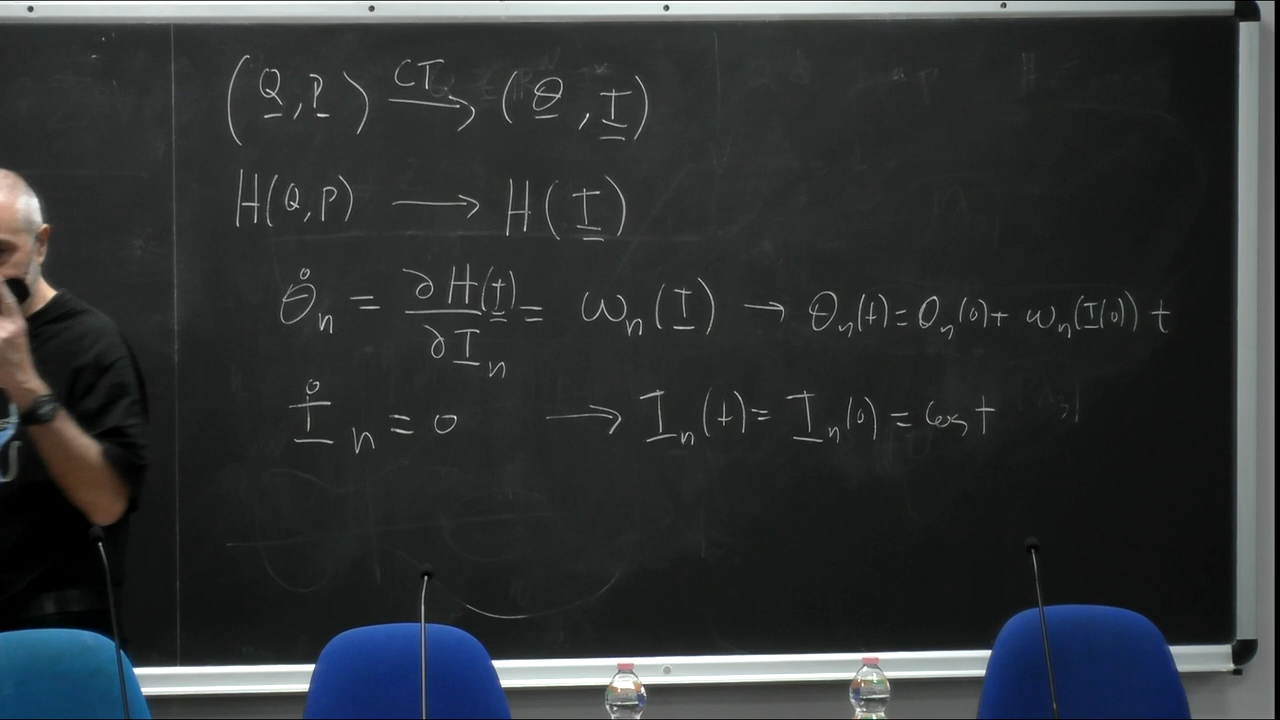 (Q, P) CT→ (θ, I)
H(Q,P) → H(I)
θ̇n = ∂H(I)/∂In = ωn(I) → θn(t)=θn(0)+ ωn(I(0)) t
İn = 0 → In(t)= In(0) = cost